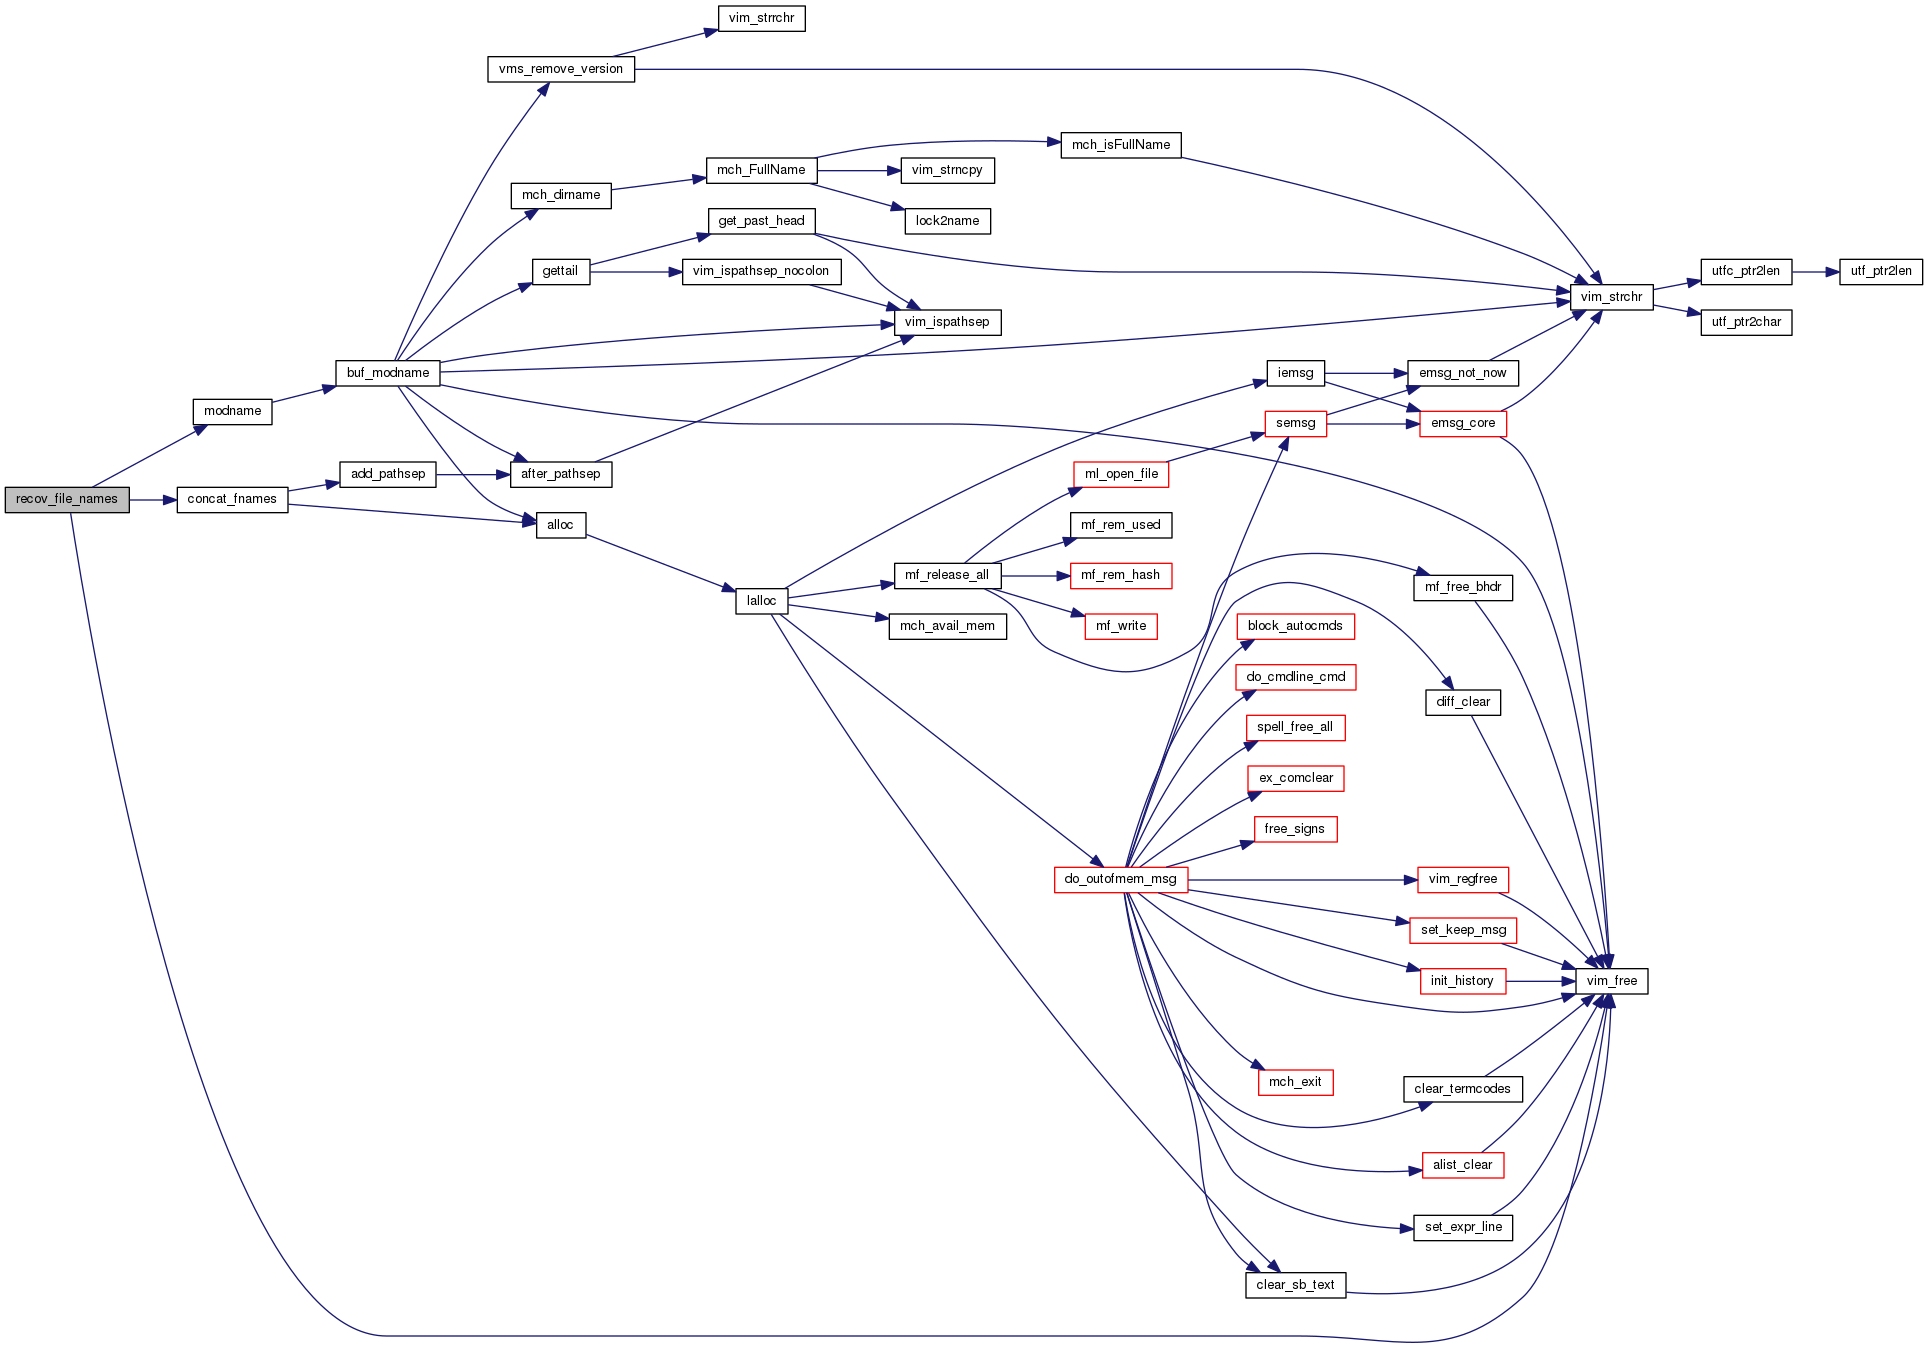 vim_strrchr
vms_remove_version
mch_isFullName
mch_FullName
vim_strncpy
mch_dirname
get_past_head
lock2name
gettail
vim_ispathsep_nocolon
utfc_ptr2len
utf_ptr2len
vim_strchr
vim_ispathsep
utf_ptr2char
buf_modname
iemsg
emsg_not_now
modname
semsg
emsg_core
add_pathsep
after_pathsep
ml_open_file
recov_file_names
concat_fnames
alloc
mf_rem_used
mf_release_all
mf_rem_hash
mf_free_bhdr
lalloc
mch_avail_mem
mf_write
block_autocmds
do_cmdline_cmd
diff_clear
spell_free_all
ex_comclear
free_signs
do_outofmem_msg
vim_regfree
set_keep_msg
init_history
vim_free
mch_exit
clear_termcodes
alist_clear
set_expr_line
clear_sb_text